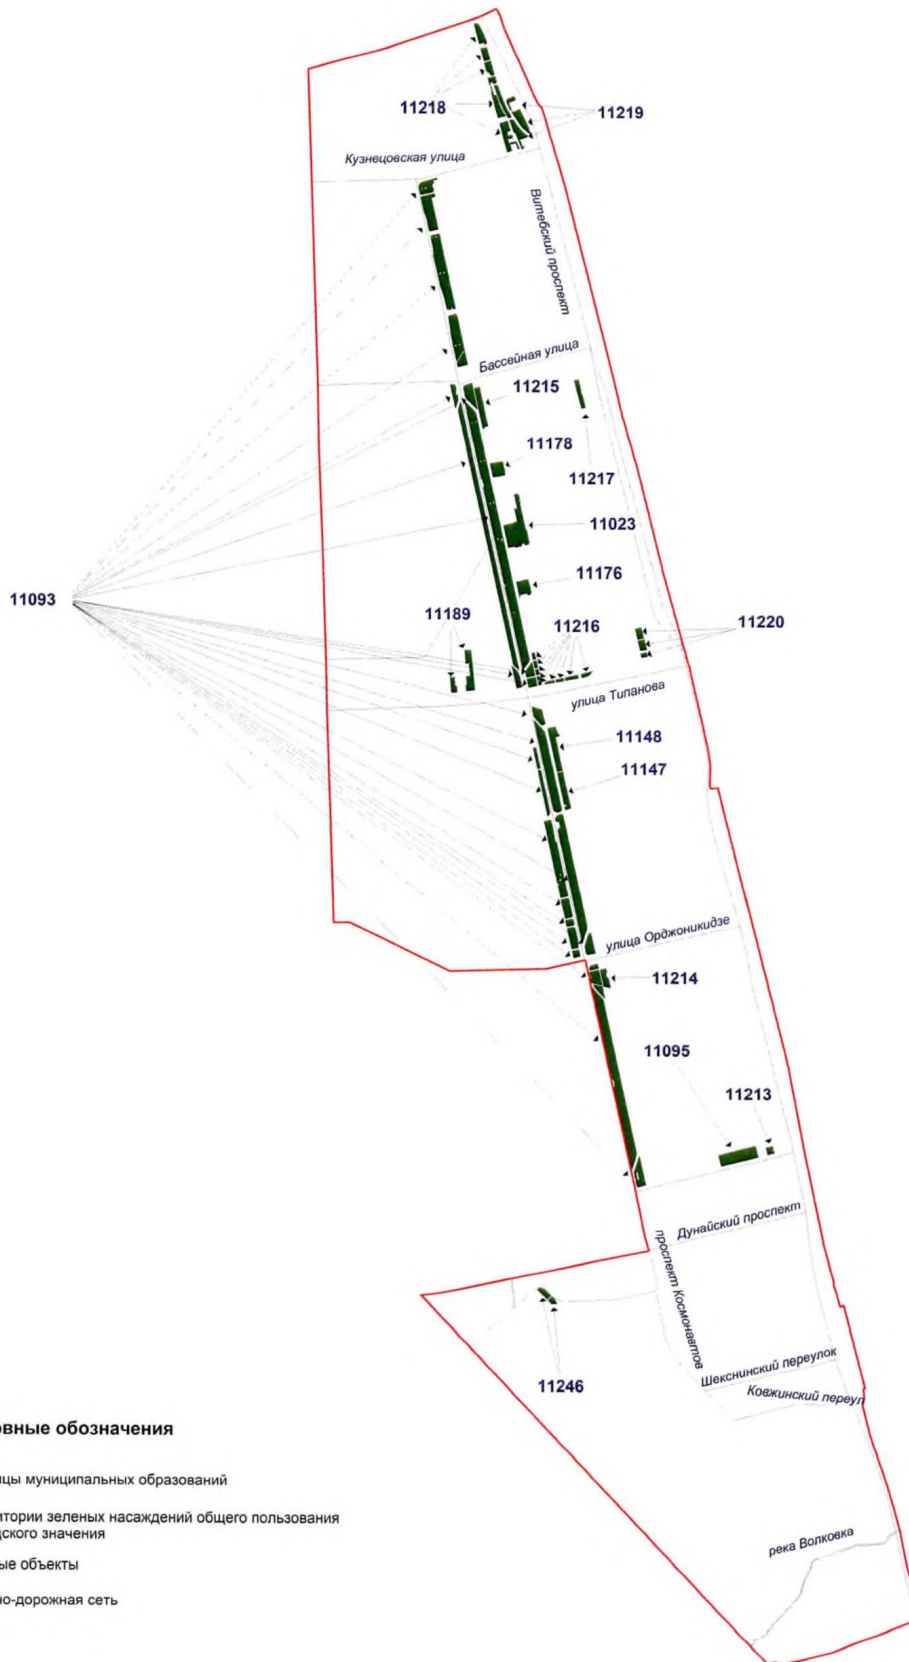 11218
11219
Кузнецовская улица
Витебский проспект
Бассейная улица
11215
11178
11217
11023
11176
11093
11189
11216
11220
улица Типанова
11148
11147
улица Орджоникидзе
11214
11095
11213
Дунайский проспект
проспект Космонавтов
Шекснинский переулок
11246
Ковжинский переул
овные обозначения
ицы муниципальных образований
итории зеленых насаждений общего пользования
дского значения
ые объекты
но-дорожная сеть
река Волковка